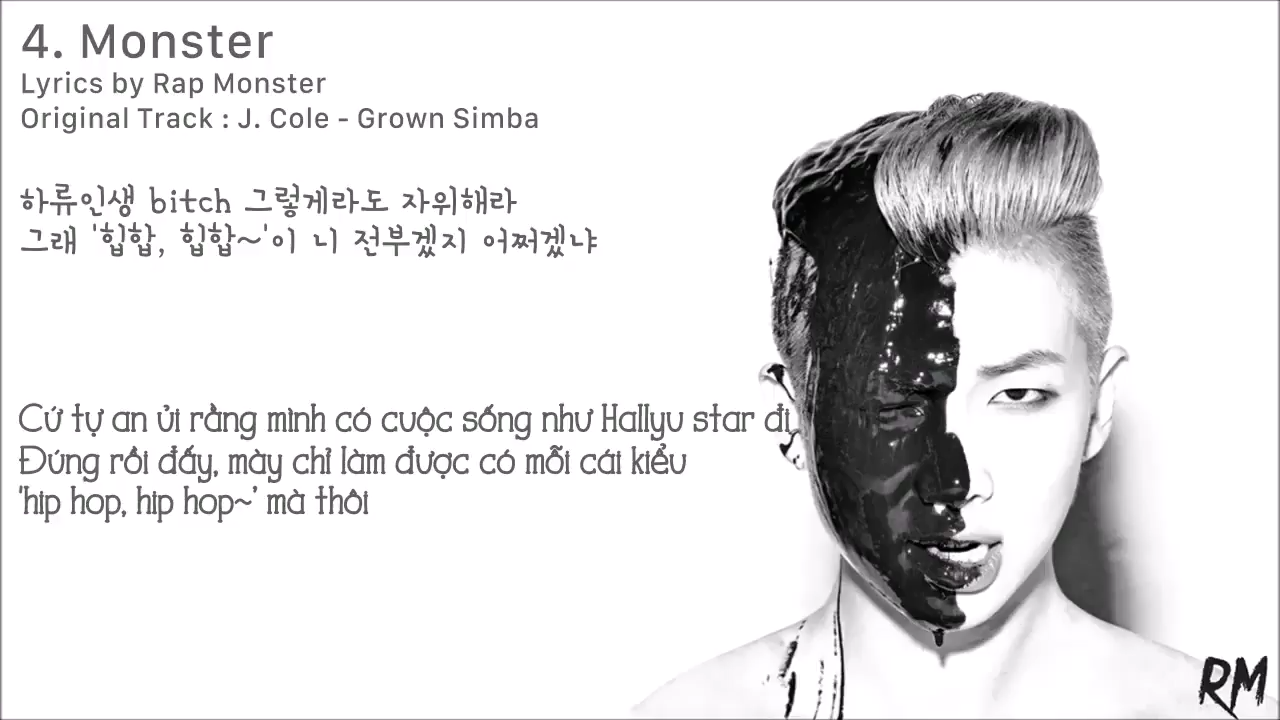 4. Monster
Lyrics by Rap Monster
Original Track : J. Cole - Grown Simba
하류인생 bitch 그렇게라도 자위해라
그래 '힙합, 힙합~'이 니 전부겠지 어쩌겠냐
Cứ tự an ủi rằng mình có cuộc sống như Hallyu star đi
Đúng rồi đấy, mày chỉ làm được có mỗi cái kiểu
'hip hop, hip hop~' mà thôi
RM